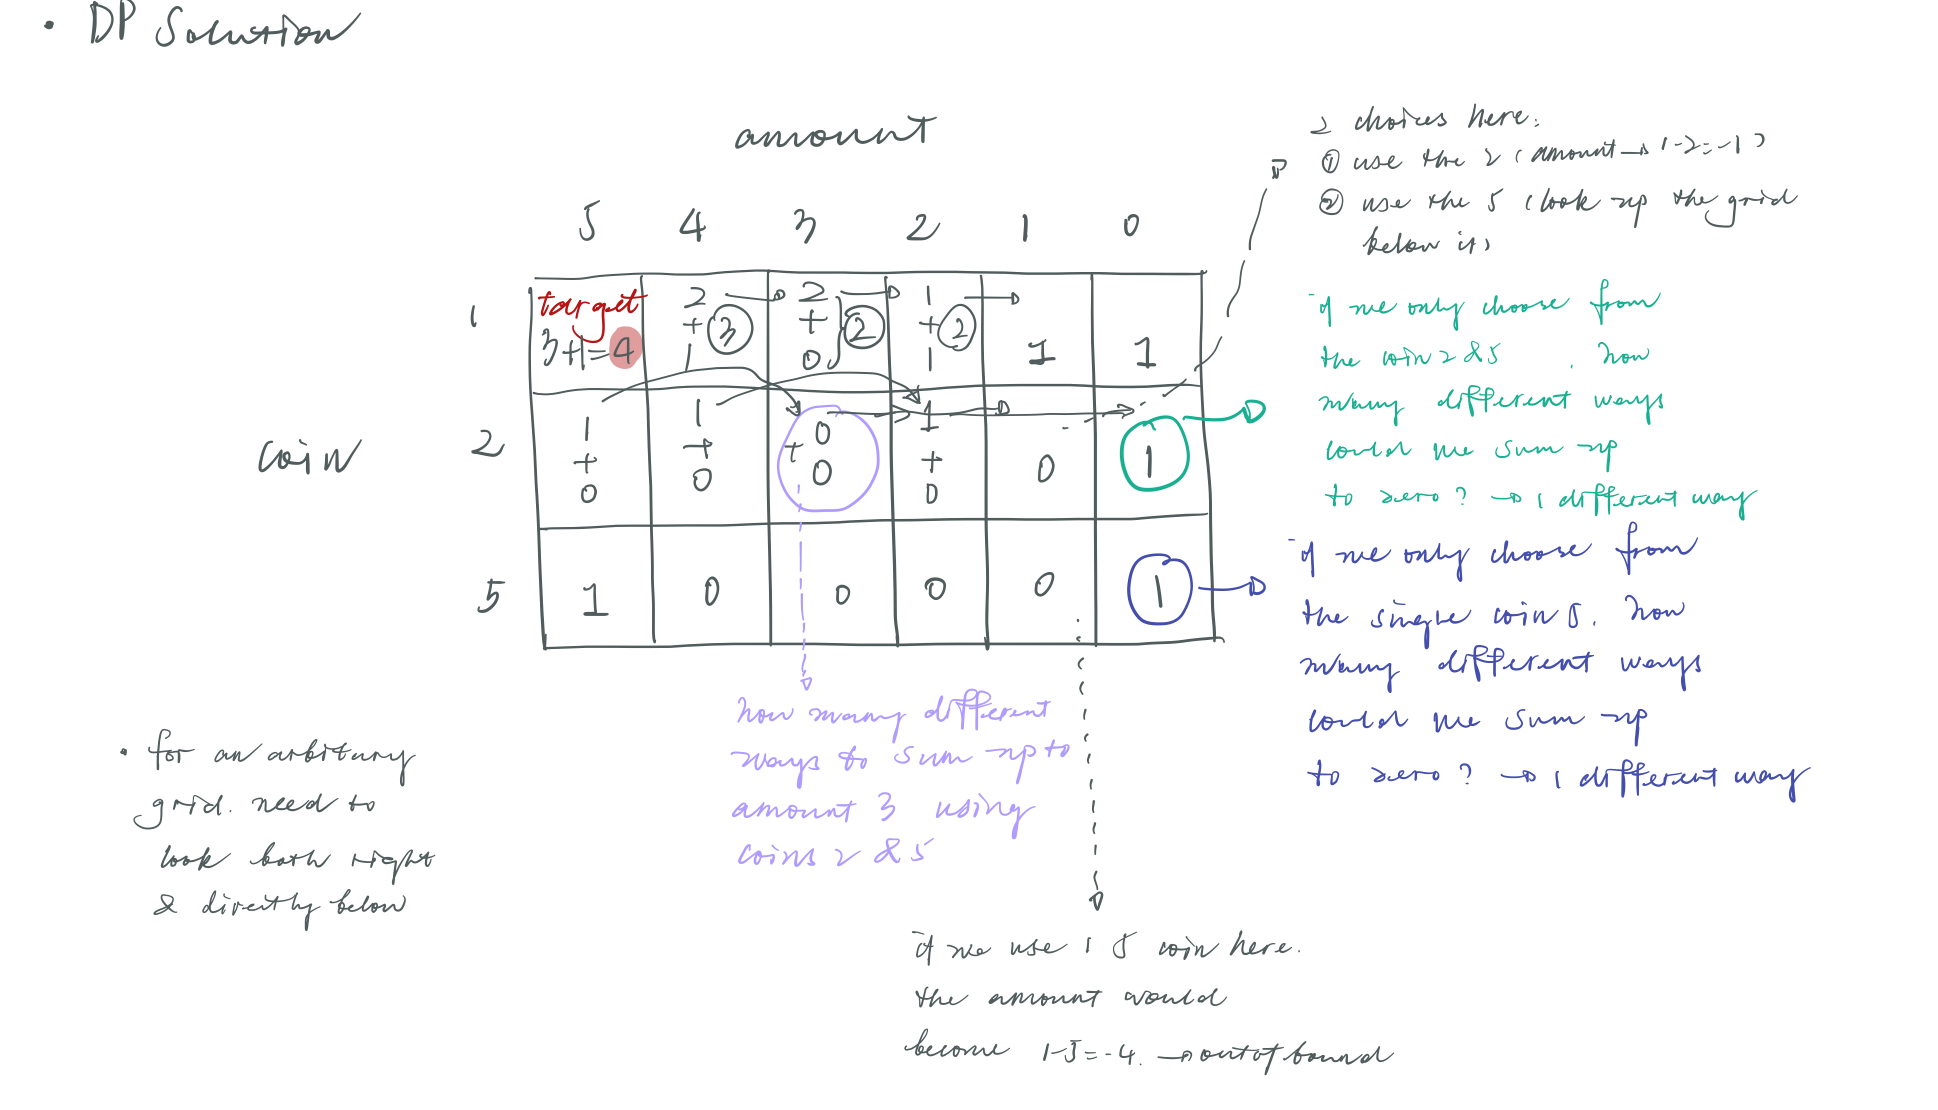 • DP Solution
amount
5 4 3 2 1 0
coin
1
target
3+1=4
2 + 1 3
2 + 0 2
1 + 1 2
1
1
2
1 + 0
1 + 0
0 + 0
1 + 0
0
1
5
1 0 0 0 0 1
2 choices here:
① use the 2 (amount → 1-2=-1)
② use the 5 (look up the grid
below it)
if we only choose from
the coin 2 & 5, how
many different ways
could we sum up
to zero? → 1 different way
if we only choose from
the single coin 5. how
many different ways
could we sum up
to zero? → 1 different way
how many different
ways to sum up to
amount 3 using
coins 2 & 5
• for an arbitary
grid. need to
look both right
& directly below
if we use 1 5 coin here.
the amount would
become 1-5=-4. → out of bound